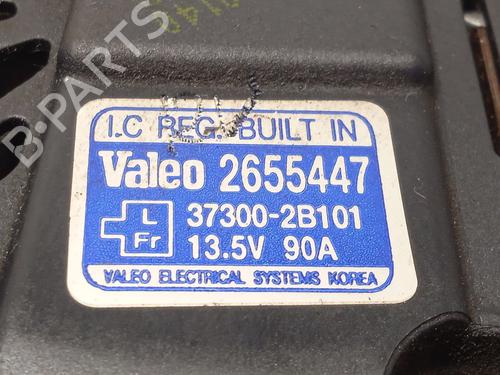 B-PARTS
I.C REG. BUILT IN
Valeo 2655447
L 37300-2B101
Fr 13.5V 90A
VALEO ELECTRICAL SYSTEMS KOREA